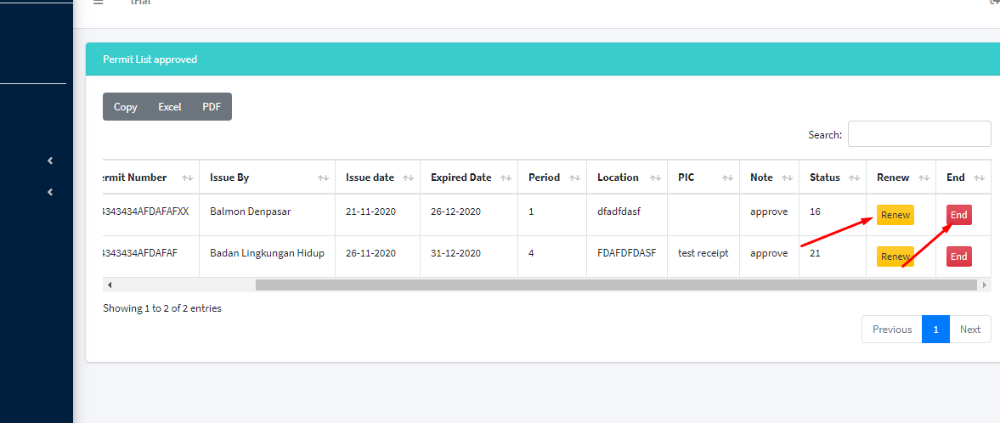 trial
Permit List approved
Copy Excel PDF
Search:
ermit Number Issue By Issue date Expired Date Period Location PIC Note Status Renew End
4343434AFDAFAFXX Balmon Denpasar 21-11-2020 26-12-2020 1 dfadfdasf approve 16 Renew End
4343434AFDAFAF Badan Lingkungan Hidup 26-11-2020 31-12-2020 4 FDAFDFDASF test receipt approve 21 Renew End
Showing 1 to 2 of 2 entries
Previous 1 Next